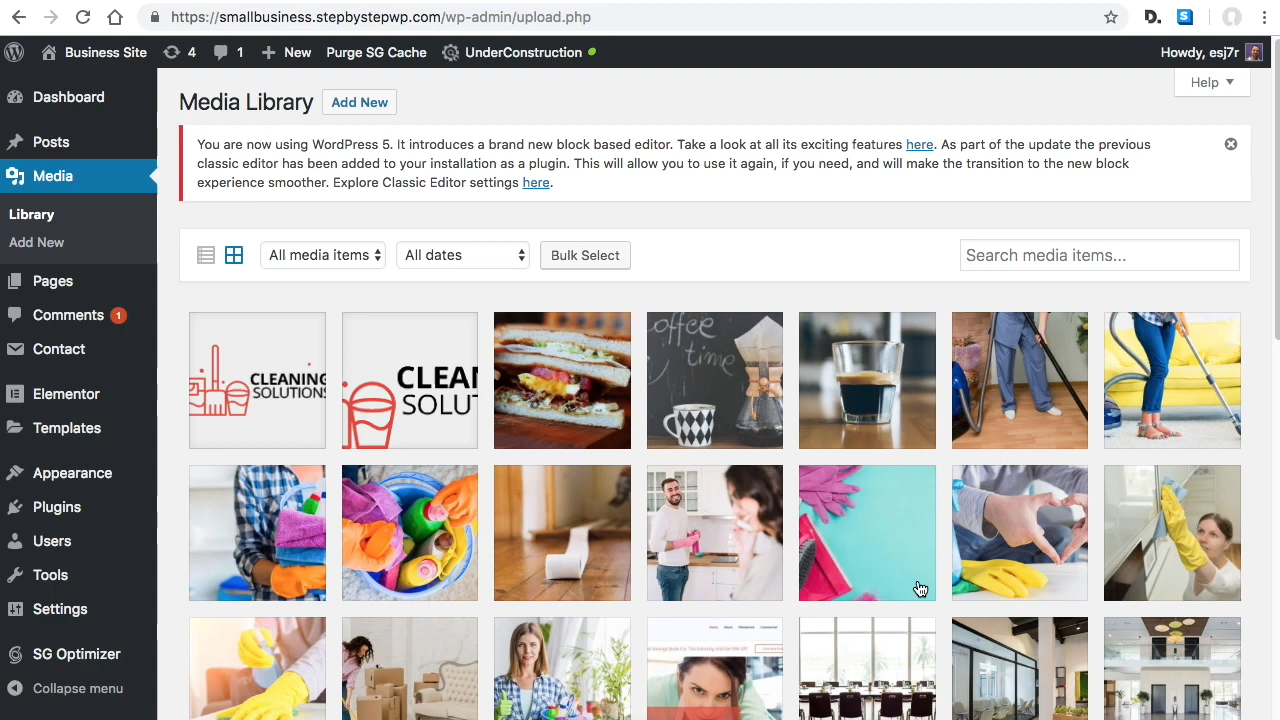 https://smallbusiness.stepbystepwp.com/wp-admin/upload.php
Business Site 4 1 New Purge SG Cache UnderConstruction Howdy, esj7r
Help
Dashboard
Posts
Media
Library
Add New
Pages
Comments 1
Contact
Elementor
Templates
Appearance
Plugins
Users
Tools
Settings
SG Optimizer
Collapse menu
Media Library Add New
You are now using WordPress 5. It introduces a brand new block based editor. Take a look at all its exciting features here. As part of the update the previous
classic editor has been added to your installation as a plugin. This will allow you to use it again, if you need, and will make the transition to the new block
experience smoother. Explore Classic Editor settings here.
All media items All dates Bulk Select Search media items...
CLEANING
SOLUTIONS
CLEAN
SOLUT
offee
time